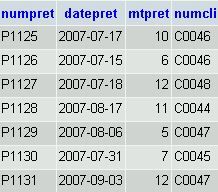 numpret datepret mtpret numcli
P1125 2007-07-17 10 C0046
P1126 2007-07-15 6 C0046
P1127 2007-07-18 12 C0048
P1128 2007-08-17 11 C0044
P1129 2007-08-06 5 C0047
P1130 2007-07-31 7 C0045
P1131 2007-09-03 12 C0047